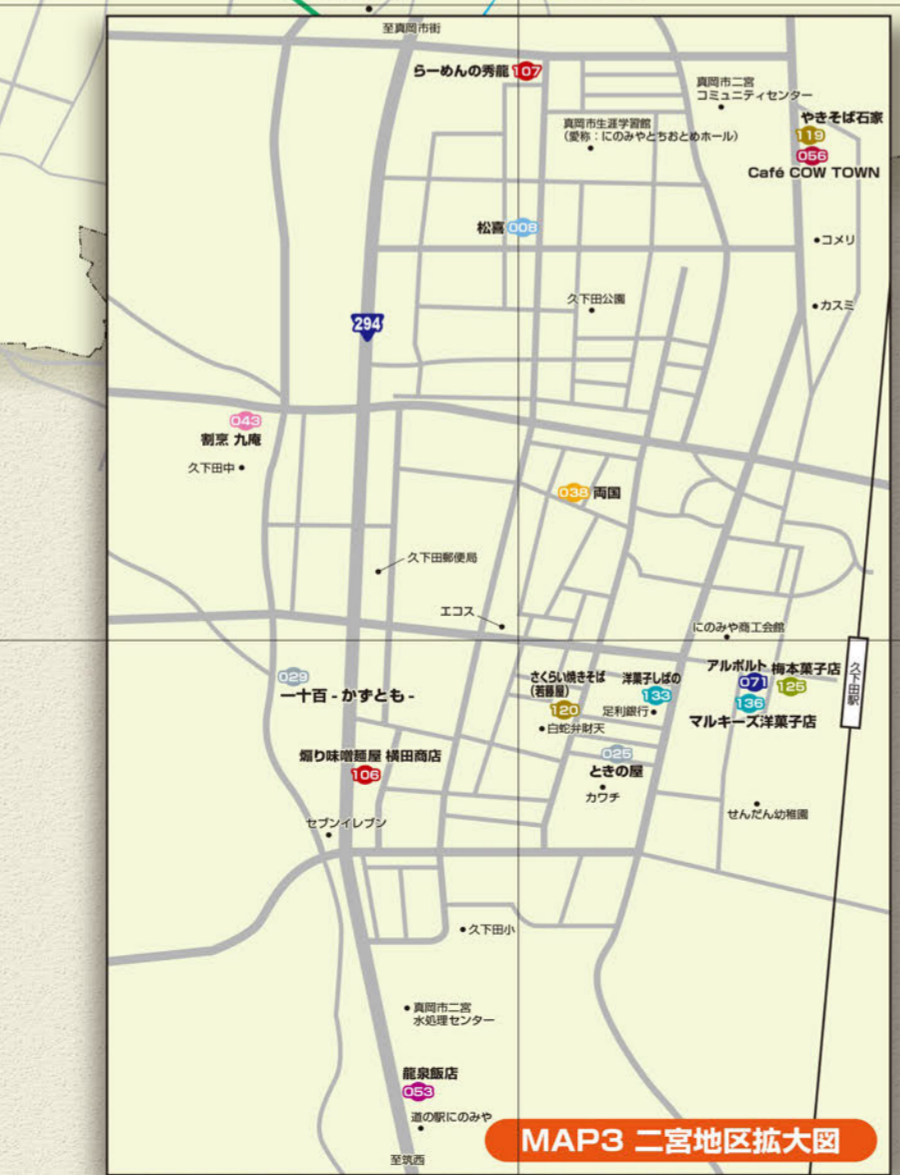 至真岡市街
らーめんの秀龍 107
真岡市二宮
コミュニティセンター
真岡市生涯学習館
(愛称:にのみやとちおとめホール)
やきそば石家
119
056
Café COW TOWN
松喜 008
コメリ
久下田公園
カスミ
294
043
割烹 九庵
久下田中
038 両国
久下田郵便局
エコス
にのみや商工会館
029
一十百 - かずとも -
さくらい焼きそば
(若藤屋)
120
洋菓子しばの
133
足利銀行
白蛇弁財天
アルポルト
071
梅本菓子店
125
136
マルキーズ洋菓子店
久下田駅
025
ときの屋
カワチ
煽り味噌麺屋 横田商店
106
セブンイレブン
せんだん幼稚園
久下田小
真岡市二宮
水処理センター
龍泉飯店
053
道の駅にのみや
至筑西
MAP3 二宮地区拡大図